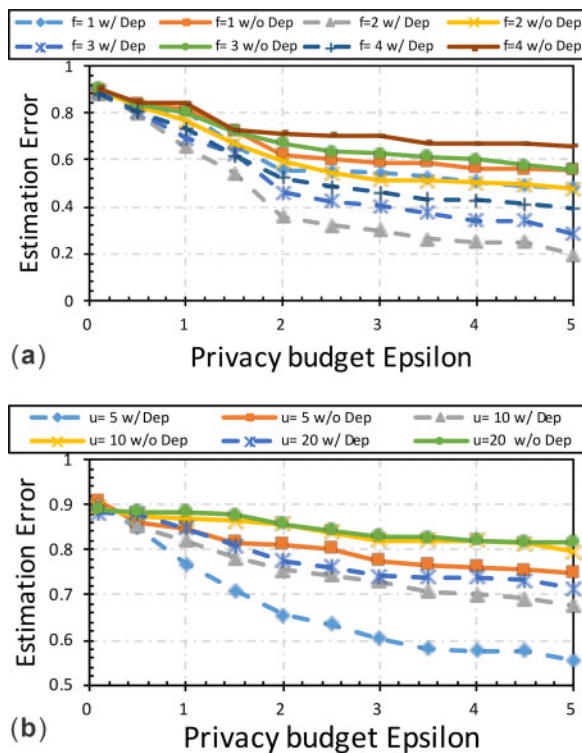 f= 1 w/ Dep f=1 w/o Dep f=2 w/ Dep f=2 w/o Dep
f= 3 w/ Dep f= 3 w/o Dep f= 4 w/ Dep f=4 w/o Dep
1
0.8
0.6
0.4
0.2
0
Estimation Error
0 1 2 3 4 5
(a) Privacy budget Epsilon
u= 5 w/ Dep u= 5 w/o Dep u= 10 w/ Dep
u= 10 w/o Dep u= 20 w/ Dep u=20 w/o Dep
1
0.9
0.8
0.7
0.6
0.5
Estimation Error
0 1 2 3 4 5
(b) Privacy budget Epsilon